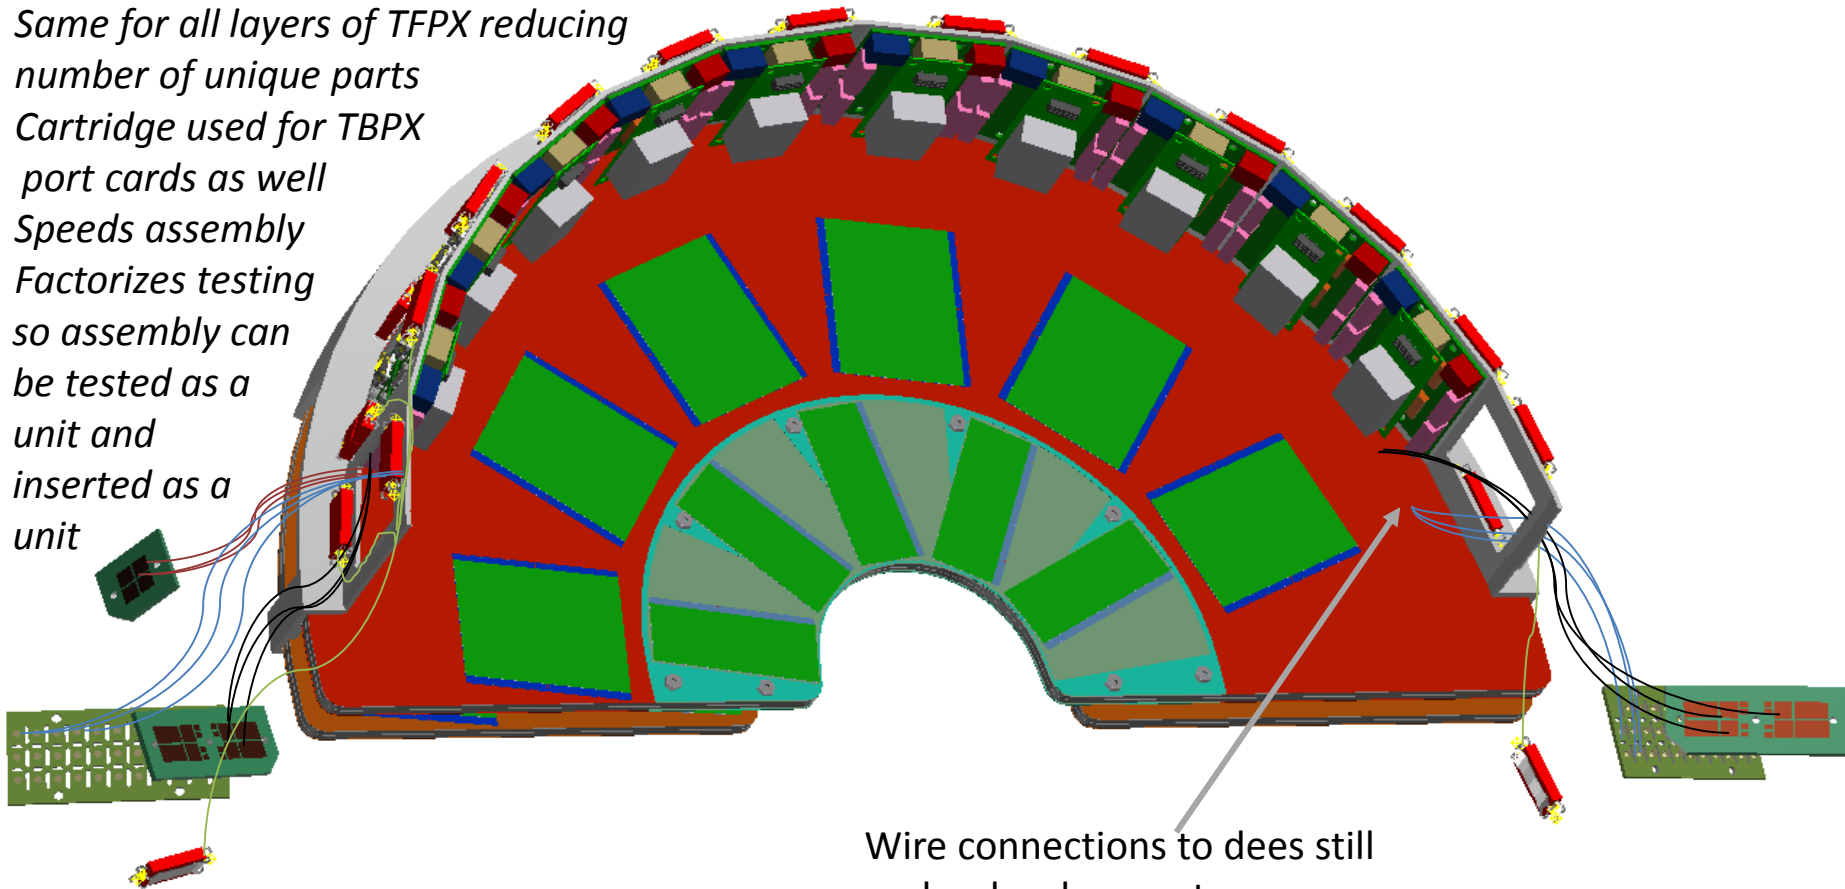 Same for all layers of TFPX reducing
number of unique parts
Cartridge used for TBPX
port cards as well
Speeds assembly
Factorizes testing
so assembly can
be tested as a
unit and
inserted as a
unit
Wire connections to dees still